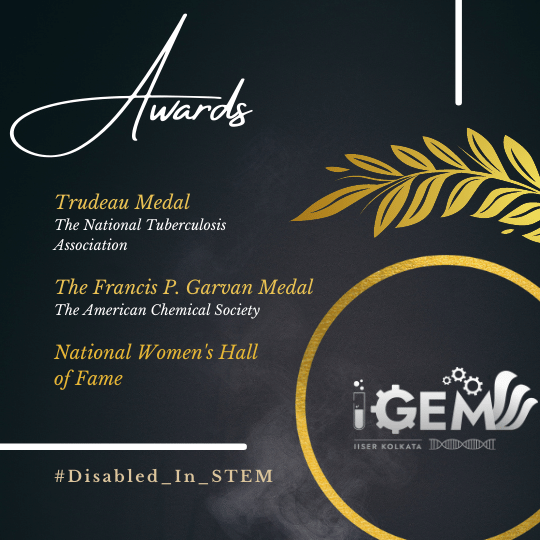 Awards
Trudeau Medal
The National Tuberculosis
Association
The Francis P. Garvan Medal
The American Chemical Society
National Women's Hall
of Fame
iGEM
IISER KOLKATA
#Disabled_In_STEM